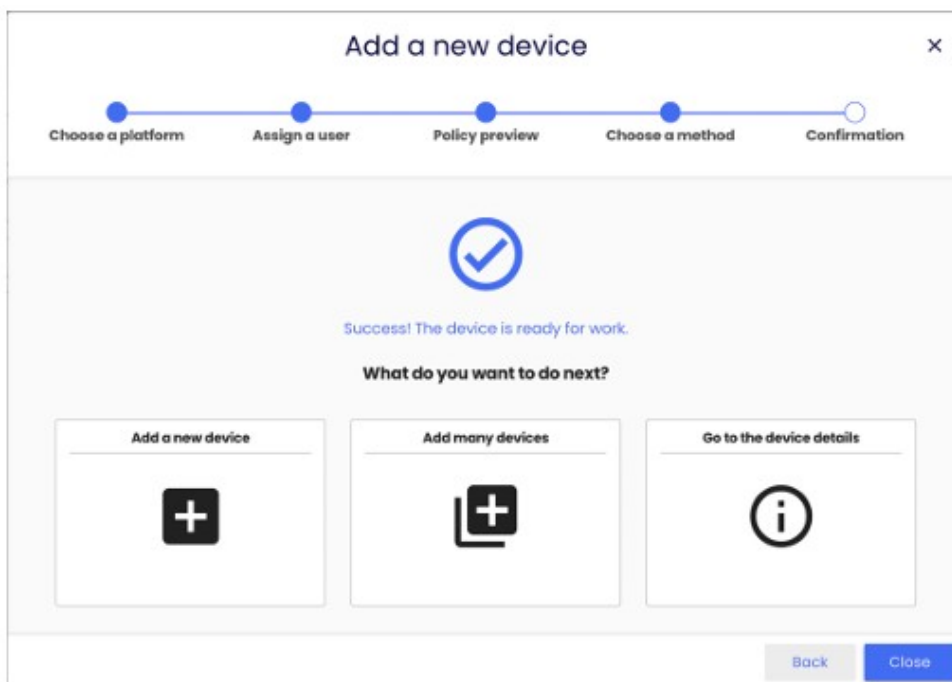 Add a new device
Choose a platform Assign a user Policy preview Choose a method Confirmation
Success! The device is ready for work.
What do you want to do next?
Add a new device Add many devices Go to the device details
Back Close